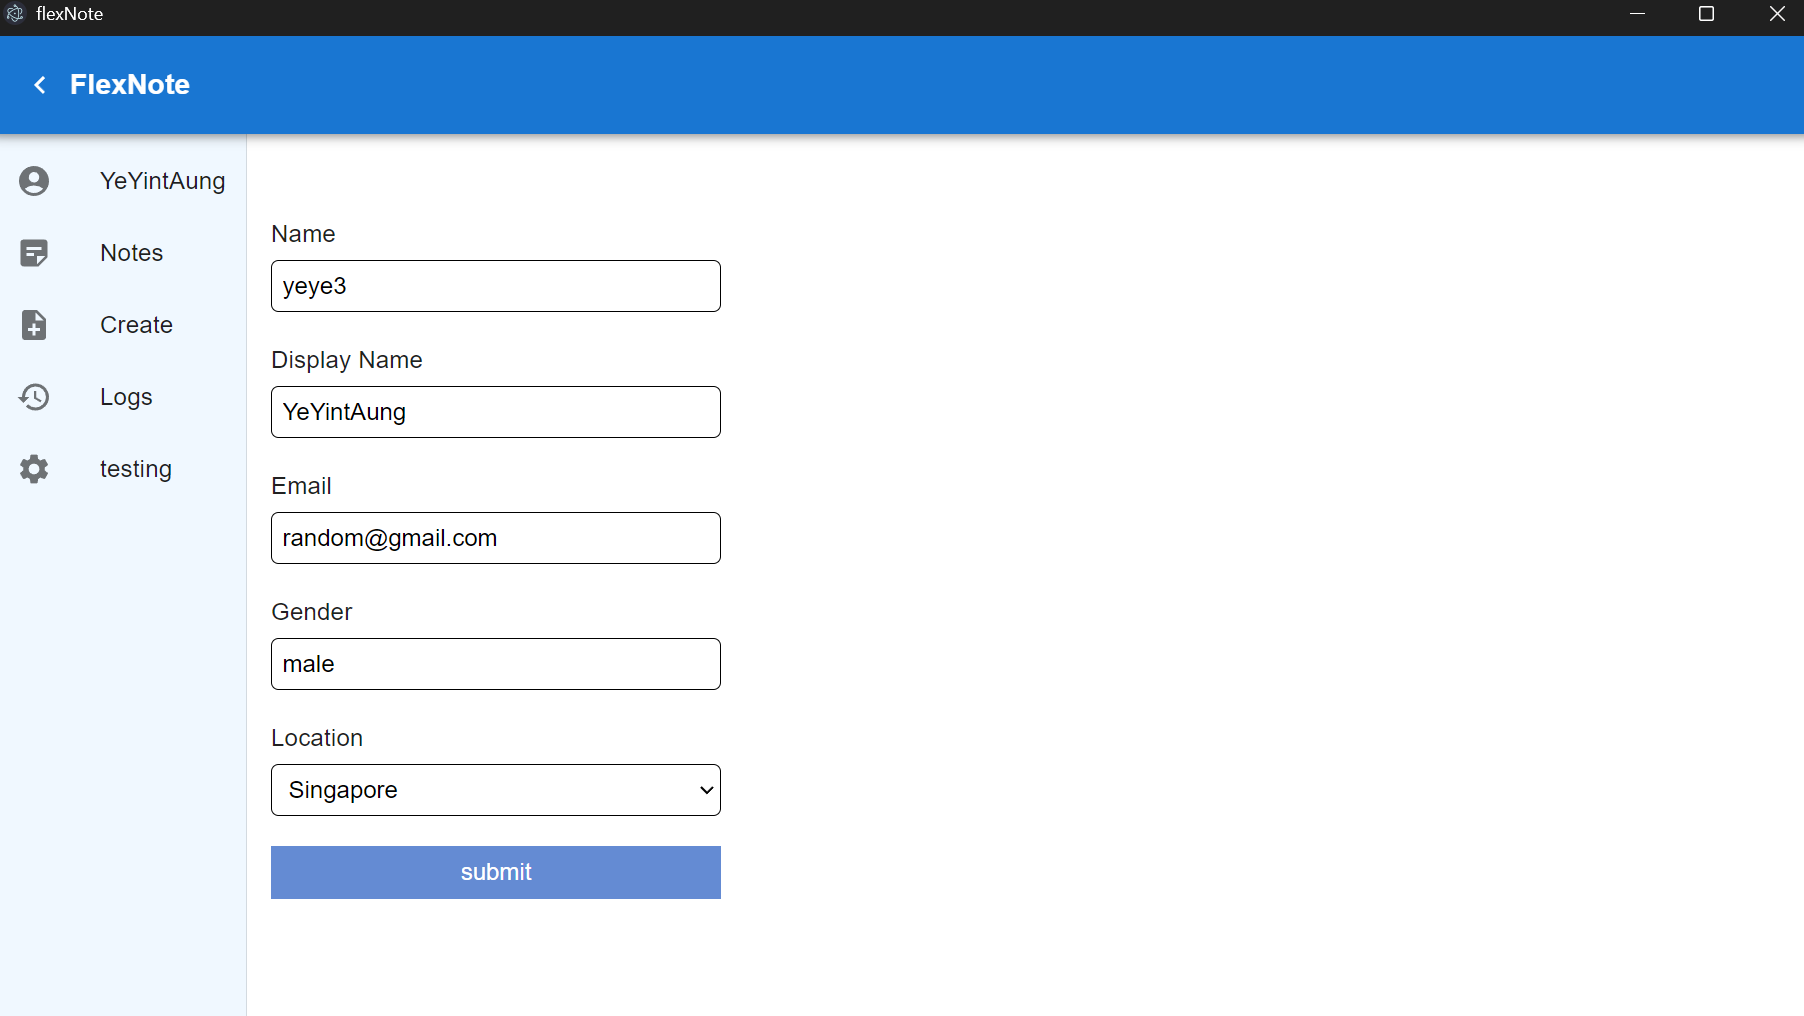 flexNote
FlexNote
YeYintAung
Notes
Create
Logs
testing
Name
yeye3
Display Name
YeYintAung
Email
random@gmail.com
Gender
male
Location
Singapore
submit